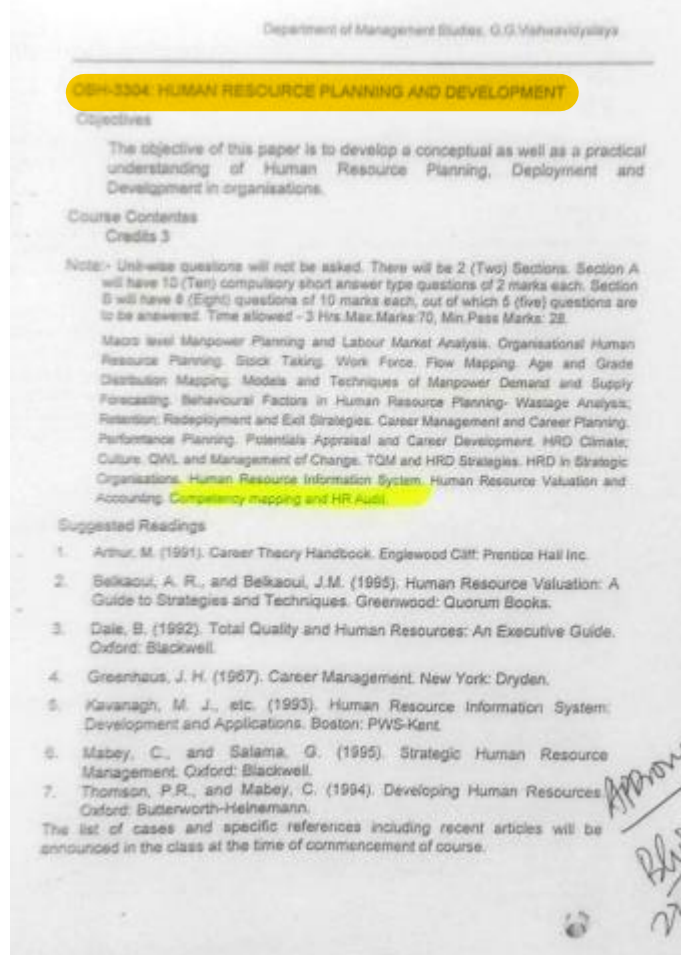 Department of Management Studies, G.G.Vishwavidyalaya
OBH-3304: HUMAN RESOURCE PLANNING AND DEVELOPMENT
Objectives
The objective of this paper is to develop a conceptual as well as a practical
understanding of Human Resource Planning, Deployment and
Development in organisations.
Course Contentes
Credits 3
Note:- Unit-wise questions will not be asked. There will be 2 (Two) Sections. Section A
will have 10 (Ten) compulsory short answer type questions of 2 marks each. Section
B will have 8 (Eight) questions of 10 marks each, out of which 5 (five) questions are
to be answered. Time allowed - 3 Hrs.Max.Marks:70, Min.Pass Marks: 28.
Macro level Manpower Planning and Labour Market Analysis. Organisational Human
Resource Planning. Stock Taking. Work Force. Flow Mapping. Age and Grade
Distribution Mapping. Models and Techniques of Manpower Demand and Supply
Forecasting. Behavioural Factors in Human Resource Planning- Wastage Analysis;
Retention; Redeployment and Exit Strategies. Career Management and Career Planning.
Performance Planning. Potentials Appraisal and Career Development. HRD Climate;
Culture. QWL and Management of Change. TQM and HRD Strategies. HRD in Strategic
Organisations. Human Resource Information System. Human Resource Valuation and
Accounting. Competency mapping and HR Audit.
Suggested Readings
1. Arthur, M. (1991). Career Theory Handbook. Englewood Cliff: Prentice Hall Inc.
2. Belkaoui, A. R., and Belkaoui, J.M. (1995). Human Resource Valuation: A
Guide to Strategies and Techniques. Greenwood: Quorum Books.
3. Dale, B. (1992). Total Quality and Human Resources: An Executive Guide.
Oxford: Blackwell.
4. Greenhaus, J. H. (1967). Career Management. New York: Dryden.
5. Kavanagh, M. J., etc. (1993). Human Resource Information System:
Development and Applications. Boston: PWS-Kent.
6. Mabey, C., and Salama, G. (1995). Strategic Human Resource
Management. Oxford: Blackwell.
7. Thomson, P.R., and Mabey, C. (1994). Developing Human Resources.
Oxford: Butterworth-Heinemann.
The list of cases and specific references including recent articles will be
announced in the class at the time of commencement of course.